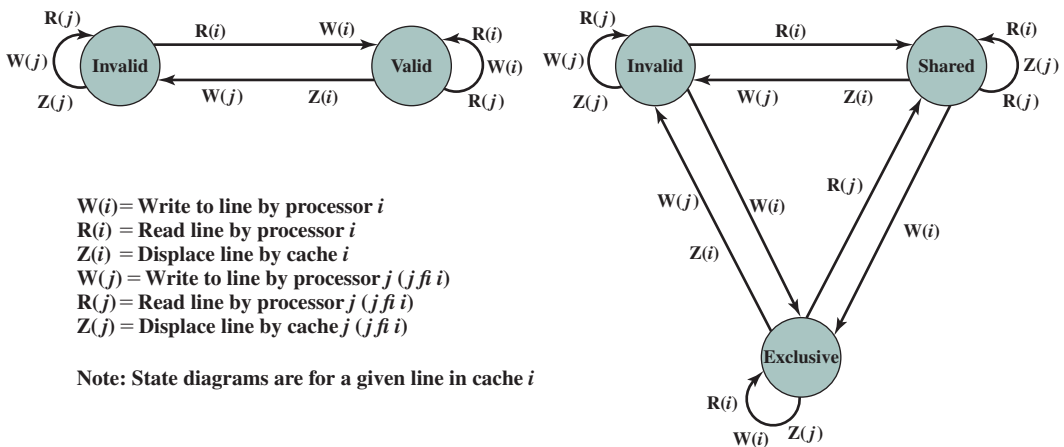 R(j)
W(j)
Z(j)
Invalid
R(i) W(i)
W(j) Z(i)
Valid
R(i)
W(i)
R(j)
R(j)
W(j)
Z(j)
Invalid
R(i)
W(j) Z(i)
Shared
R(i)
Z(j)
R(j)
W(j)
Z(i)
W(i)
R(j)
W(i)
Exclusive
R(i)
W(i)
Z(j)
W(i) = Write to line by processor i
R(i) = Read line by processor i
Z(i) = Displace line by cache i
W(j) = Write to line by processor j (j fi i)
R(j) = Read line by processor j (j fi i)
Z(j) = Displace line by cache j (j fi i)
Note: State diagrams are for a given line in cache i